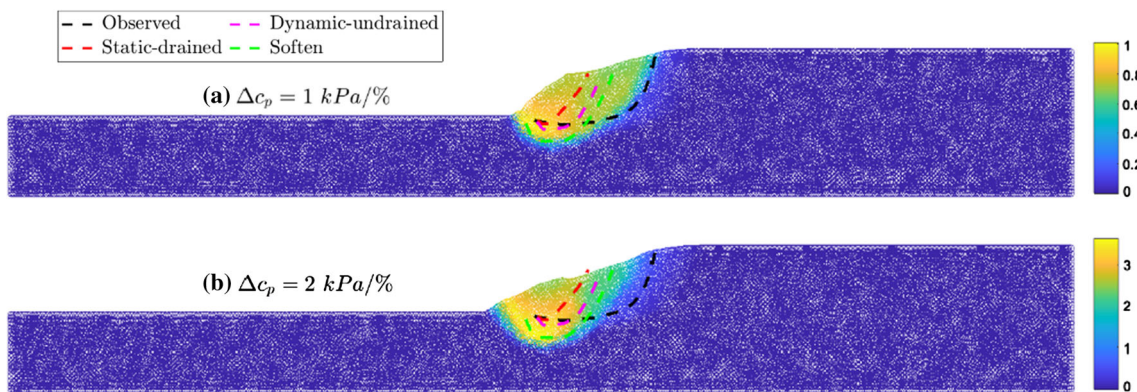 Observed
Dynamic-undrained
Static-drained
Soften
(a) Δc_p = 1 kPa/%
1
0.8
0.6
0.4
0.2
0
(b) Δc_p = 2 kPa/%
3
2
1
0